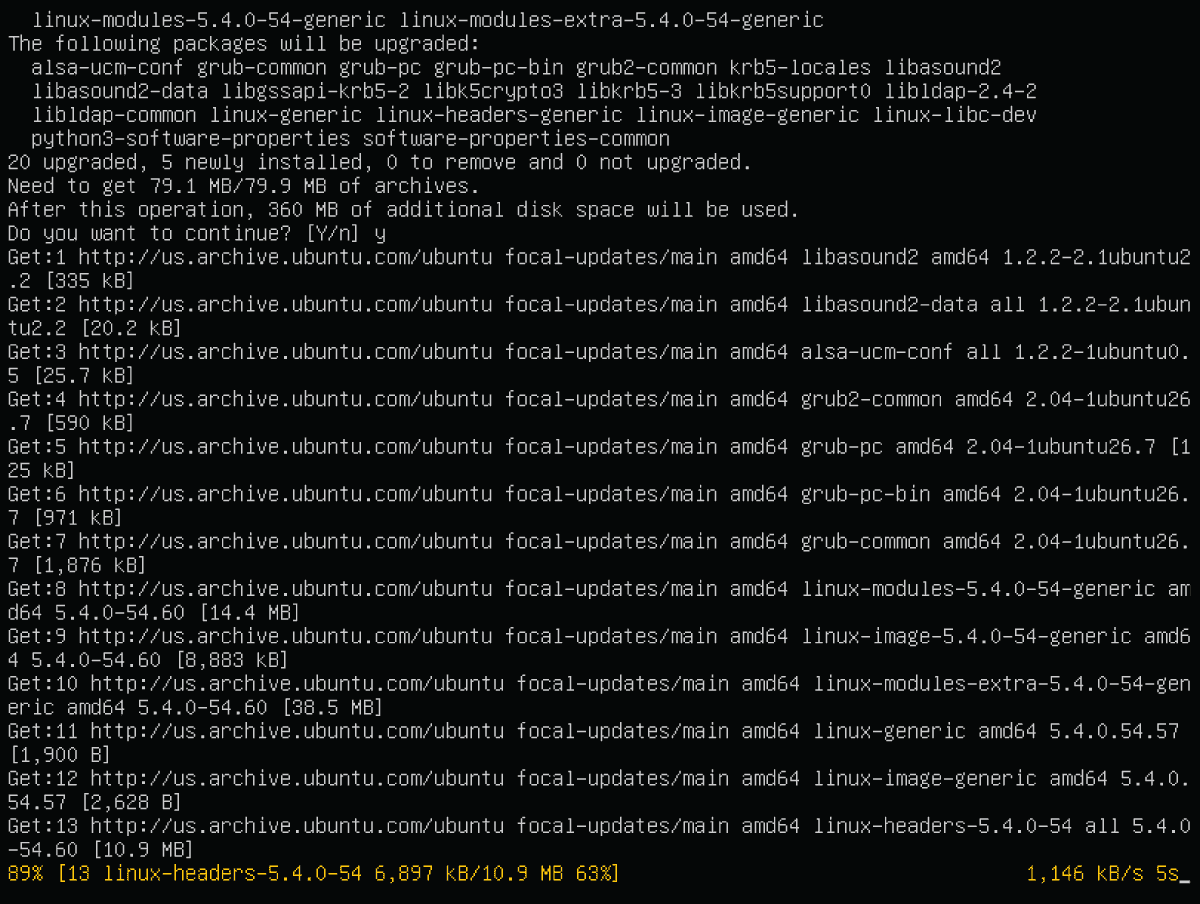 linux-modules-5.4.0-54-generic linux-modules-extra-5.4.0-54-generic
The following packages will be upgraded:
alsa-ucm-conf grub-common grub-pc grub-pc-bin grub2-common krb5-locales libasound2
libasound2-data libgssapi-krb5-2 libk5crypto3 libkrb5-3 libkrb5support0 libldap-2.4-2
libldap-common linux-generic linux-headers-generic linux-image-generic linux-libc-dev
python3-software-properties software-properties-common
20 upgraded, 5 newly installed, 0 to remove and 0 not upgraded.
Need to get 79.1 MB/79.9 MB of archives.
After this operation, 360 MB of additional disk space will be used.
Do you want to continue? [Y/n] y
Get:1 http://us.archive.ubuntu.com/ubuntu focal-updates/main amd64 libasound2 amd64 1.2.2-2.1ubuntu2
.2 [335 kB]
Get:2 http://us.archive.ubuntu.com/ubuntu focal-updates/main amd64 libasound2-data all 1.2.2-2.1ubun
tu2.2 [20.2 kB]
Get:3 http://us.archive.ubuntu.com/ubuntu focal-updates/main amd64 alsa-ucm-conf all 1.2.2-1ubuntu0.
5 [25.7 kB]
Get:4 http://us.archive.ubuntu.com/ubuntu focal-updates/main amd64 grub2-common amd64 2.04-1ubuntu26
.7 [590 kB]
Get:5 http://us.archive.ubuntu.com/ubuntu focal-updates/main amd64 grub-pc amd64 2.04-1ubuntu26.7 [1
25 kB]
Get:6 http://us.archive.ubuntu.com/ubuntu focal-updates/main amd64 grub-pc-bin amd64 2.04-1ubuntu26.
7 [971 kB]
Get:7 http://us.archive.ubuntu.com/ubuntu focal-updates/main amd64 grub-common amd64 2.04-1ubuntu26.
7 [1,876 kB]
Get:8 http://us.archive.ubuntu.com/ubuntu focal-updates/main amd64 linux-modules-5.4.0-54-generic am
d64 5.4.0-54.60 [14.4 MB]
Get:9 http://us.archive.ubuntu.com/ubuntu focal-updates/main amd64 linux-image-5.4.0-54-generic amd6
4 5.4.0-54.60 [8,883 kB]
Get:10 http://us.archive.ubuntu.com/ubuntu focal-updates/main amd64 linux-modules-extra-5.4.0-54-gen
eric amd64 5.4.0-54.60 [38.5 MB]
Get:11 http://us.archive.ubuntu.com/ubuntu focal-updates/main amd64 linux-generic amd64 5.4.0.54.57
[1,900 B]
Get:12 http://us.archive.ubuntu.com/ubuntu focal-updates/main amd64 linux-image-generic amd64 5.4.0.
54.57 [2,628 B]
Get:13 http://us.archive.ubuntu.com/ubuntu focal-updates/main amd64 linux-headers-5.4.0-54 all 5.4.0
-54.60 [10.9 MB]
89% [13 linux-headers-5.4.0-54 6,897 kB/10.9 MB 63%] 1,146 kB/s 5s_